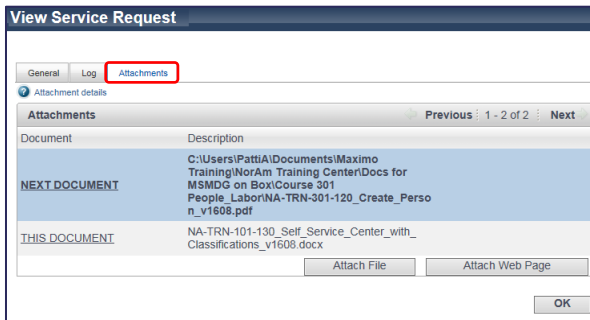 View Service Request
General Log Attachments
? Attachment details
Attachments Previous 1 - 2 of 2 Next
Document Description
NEXT DOCUMENT C:\Users\PattiA\Documents\Maximo
Training\NorAm Training Center\Docs for
MSMDG on Box\Course 301
People_Labor\NA-TRN-301-120_Create_Perso
n_v1608.pdf
THIS DOCUMENT NA-TRN-101-130_Self_Service_Center_with_
Classifications_v1608.docx
Attach File Attach Web Page
OK